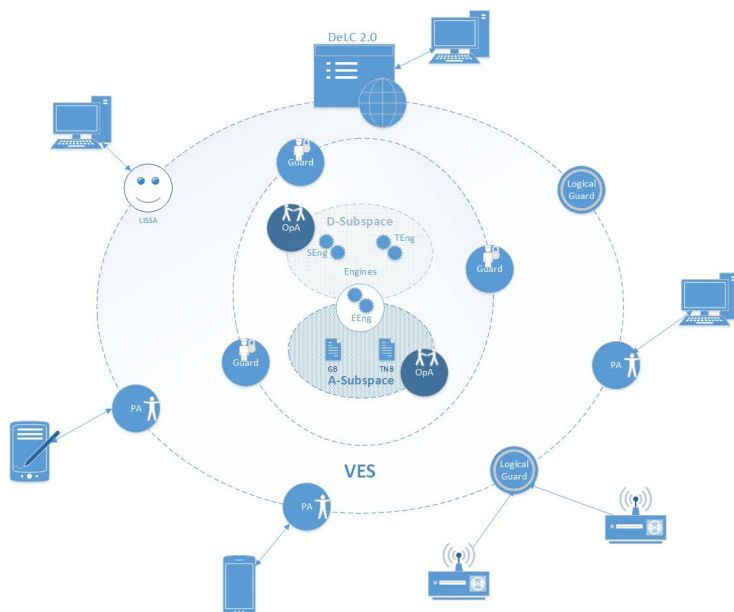 DeLC 2.0
Guard
Logical
Guard
LISSA
D-Subspace
OpA
SEng
TEng
Guard
Engines
EEng
GB
TNB
Guard
A-Subspace
OpA
PA
PA
VES
Logical
Guard
PA